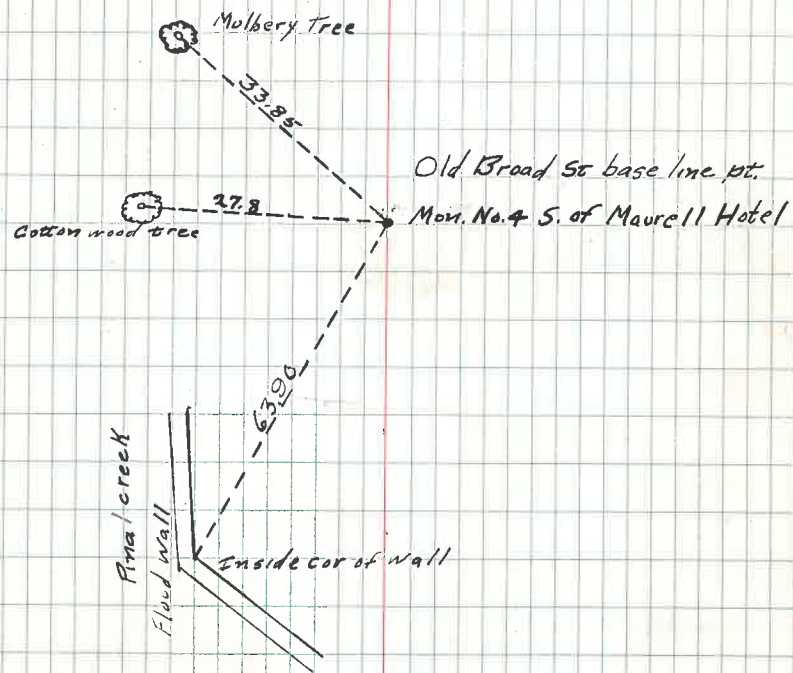 Mulbery Tree
33.85
Old Broad St base line pt.
27.8
Mon. No.4 S. of Maurell Hotel
Cotton wood tree
63.90
Pinal creek
Flood Wall
Inside cor of wall